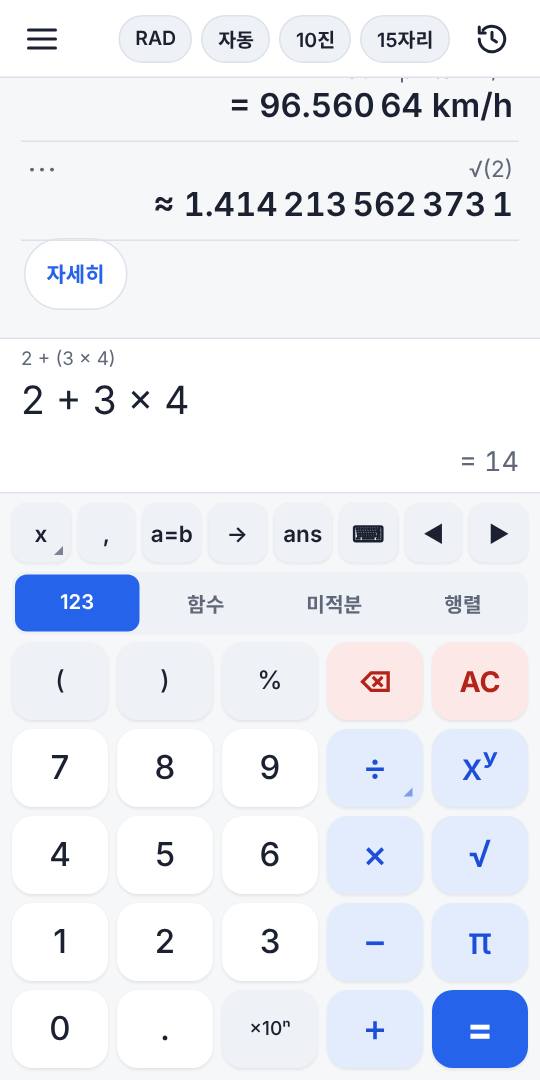 RAD 자동 10진 15자리
= 96.560 64 km/h
...
√(2)
≈ 1.414 213 562 373 1
자세히
2 + (3 × 4)
2 + 3 × 4
= 14
x , a=b → ans ⌨ ◀ ▶
123 함수 미적분 행렬
( ) % ⌫ AC
7 8 9 ÷ xʸ
4 5 6 × √
1 2 3 − π
0 . ×10ⁿ + =